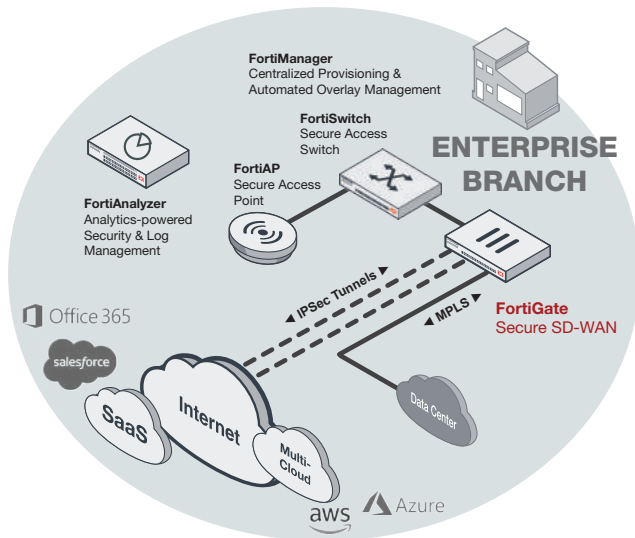 FortiManager
Centralized Provisioning &
Automated Overlay Management
FortiSwitch
Secure Access
Switch
ENTERPRISE
BRANCH
FortiAP
Secure Access
Point
FortiAnalyzer
Analytics-powered
Security & Log
Management
◄ IPSec Tunnels ►
◄ MPLS ►
FortiGate
Secure SD-WAN
Office 365
salesforce
SaaS
Internet
Multi-
Cloud
Data Center
aws
Azure